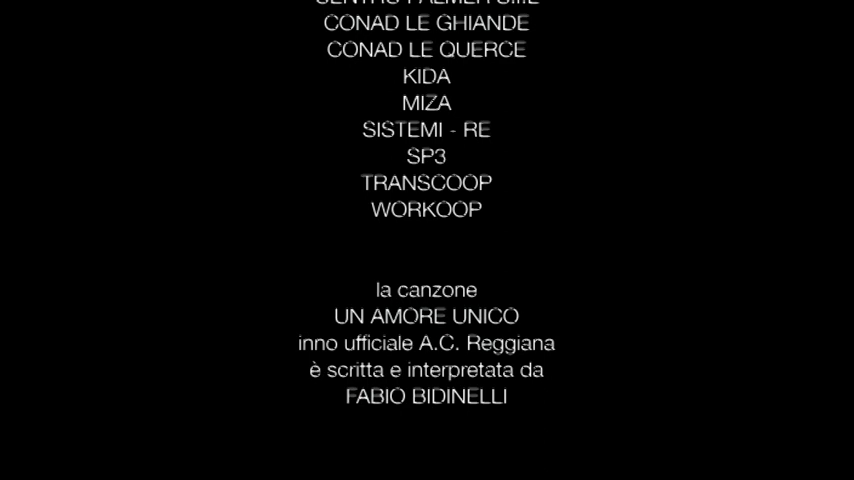 CONAD LE GHIANDE
CONAD LE QUERCE
KIDA
MIZA
SISTEMI - RE
SP3
TRANSCOOP
WORKOOP
la canzone
UN AMORE UNICO
inno ufficiale A.C. Reggiana
è scritta e interpretata da
FABIO BIDINELLI